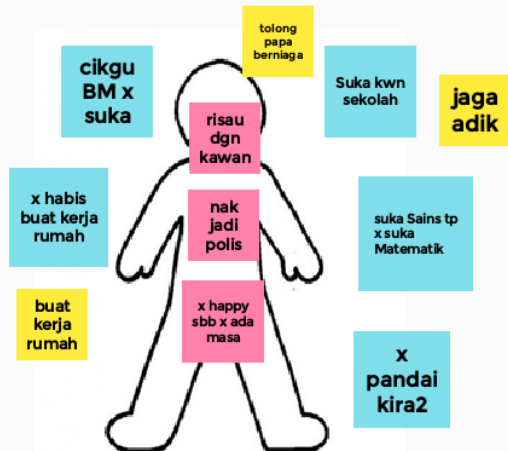 tolong
papa
berniaga
cikgu
BM x
suka
Suka kwn
sekolah
jaga
adik
risau
dgn
kawan
x habis
buat kerja
rumah
nak
jadi
polis
suka Sains tp
x suka
Matematik
buat
kerja
rumah
x happy
sbb x ada
masa
x
pandai
kira2